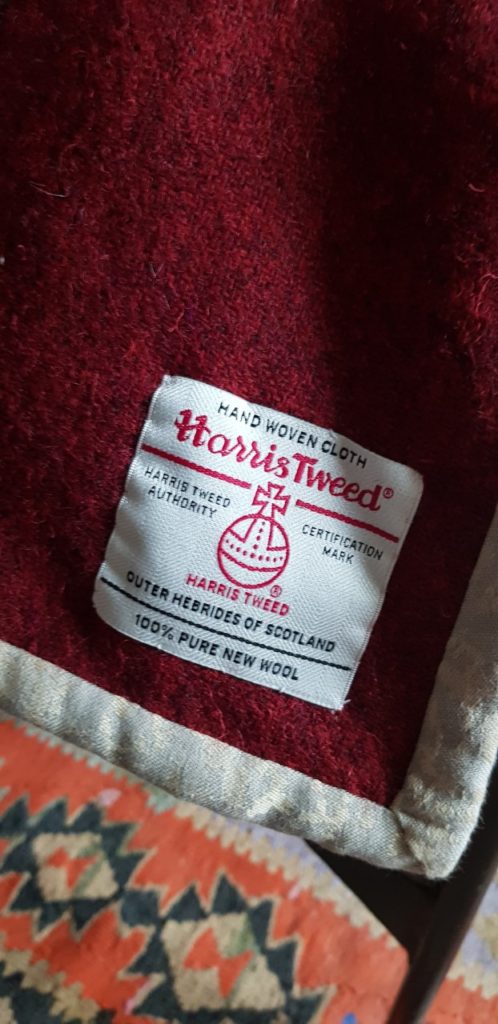 HAND WOVEN CLOTH
Harris Tweed®
HARRIS TWEED
AUTHORITY
CERTIFICATION
MARK
®
HARRIS TWEED
OUTER HEBRIDES OF SCOTLAND
100% PURE NEW WOOL